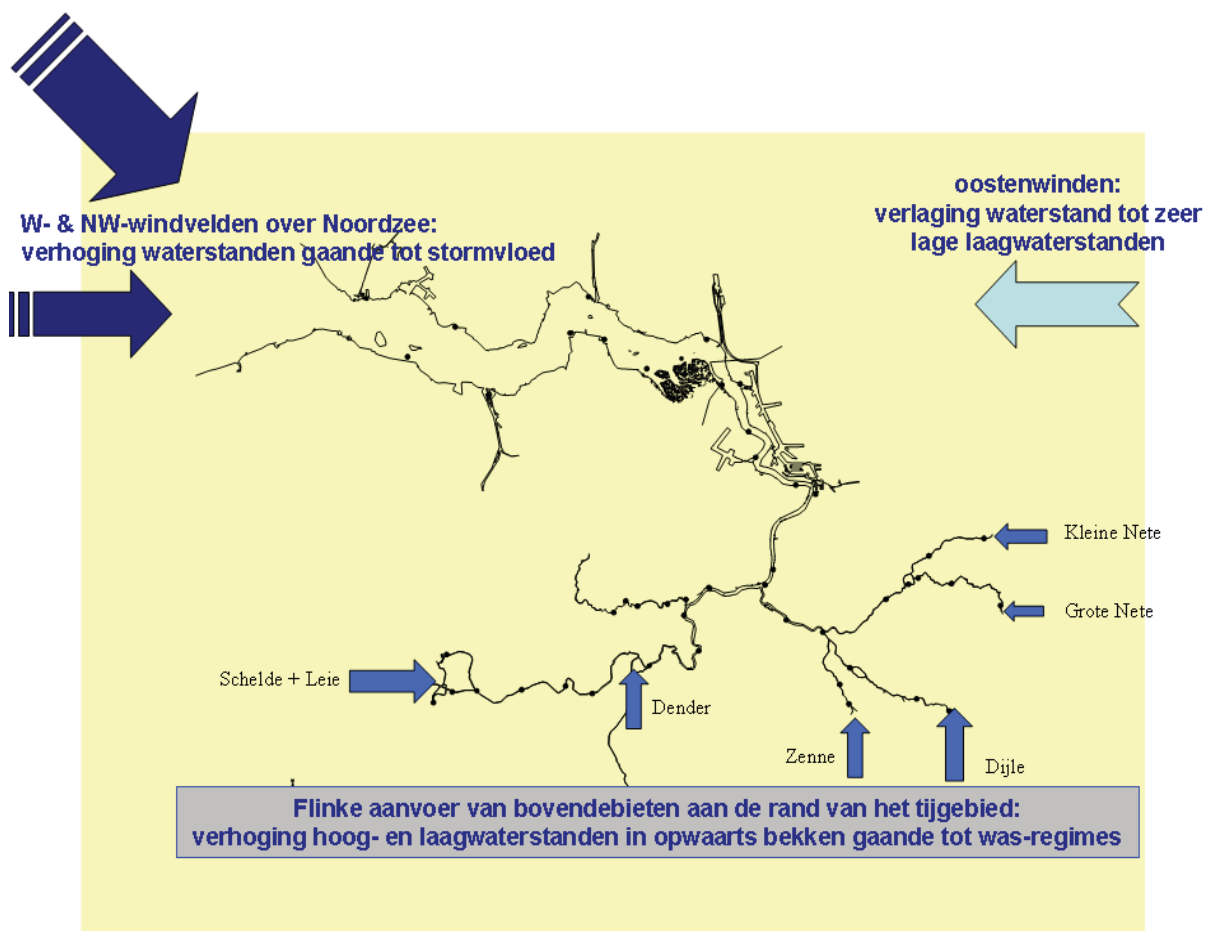 oostenwinden:
verlaging waterstand tot zeer
lage laagwaterstanden
W- & NW-windvelden over Noordzee:
verhoging waterstanden gaande tot stormvloed
Kleine Nete
Grote Nete
Schelde + Leie
Dender
Zenne
Dijle
Flinke aanvoer van bovendebieten aan de rand van het tijgebied:
verhoging hoog- en laagwaterstanden in opwaarts bekken gaande tot was-regimes